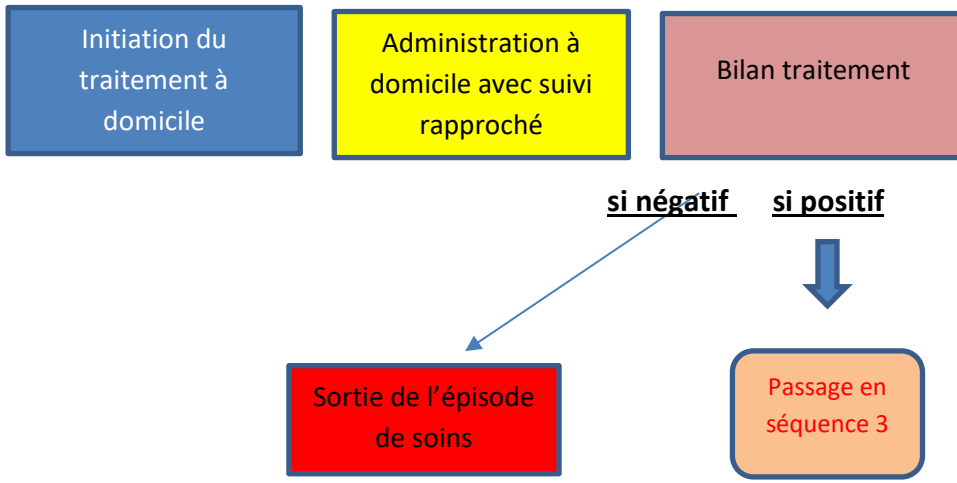 Initiation du
traitement à
domicile
Administration à
domicile avec suivi
rapproché
Bilan traitement
si négatif
si positif
Sortie de l'épisode
de soins
Passage en
séquence 3